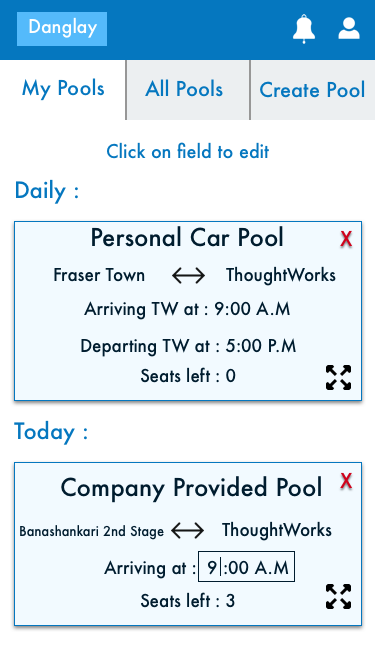 Danglay
My Pools
All Pools
Create Pool
Click on field to edit
Daily :
Personal Car Pool
X
Fraser Town
ThoughtWorks
Arriving TW at : 9:00 A.M
Departing TW at : 5:00 P.M
Seats left : 0
Today :
Company Provided Pool
X
Banashankari 2nd Stage
ThoughtWorks
Arriving at : 9:00 A.M
Seats left : 3